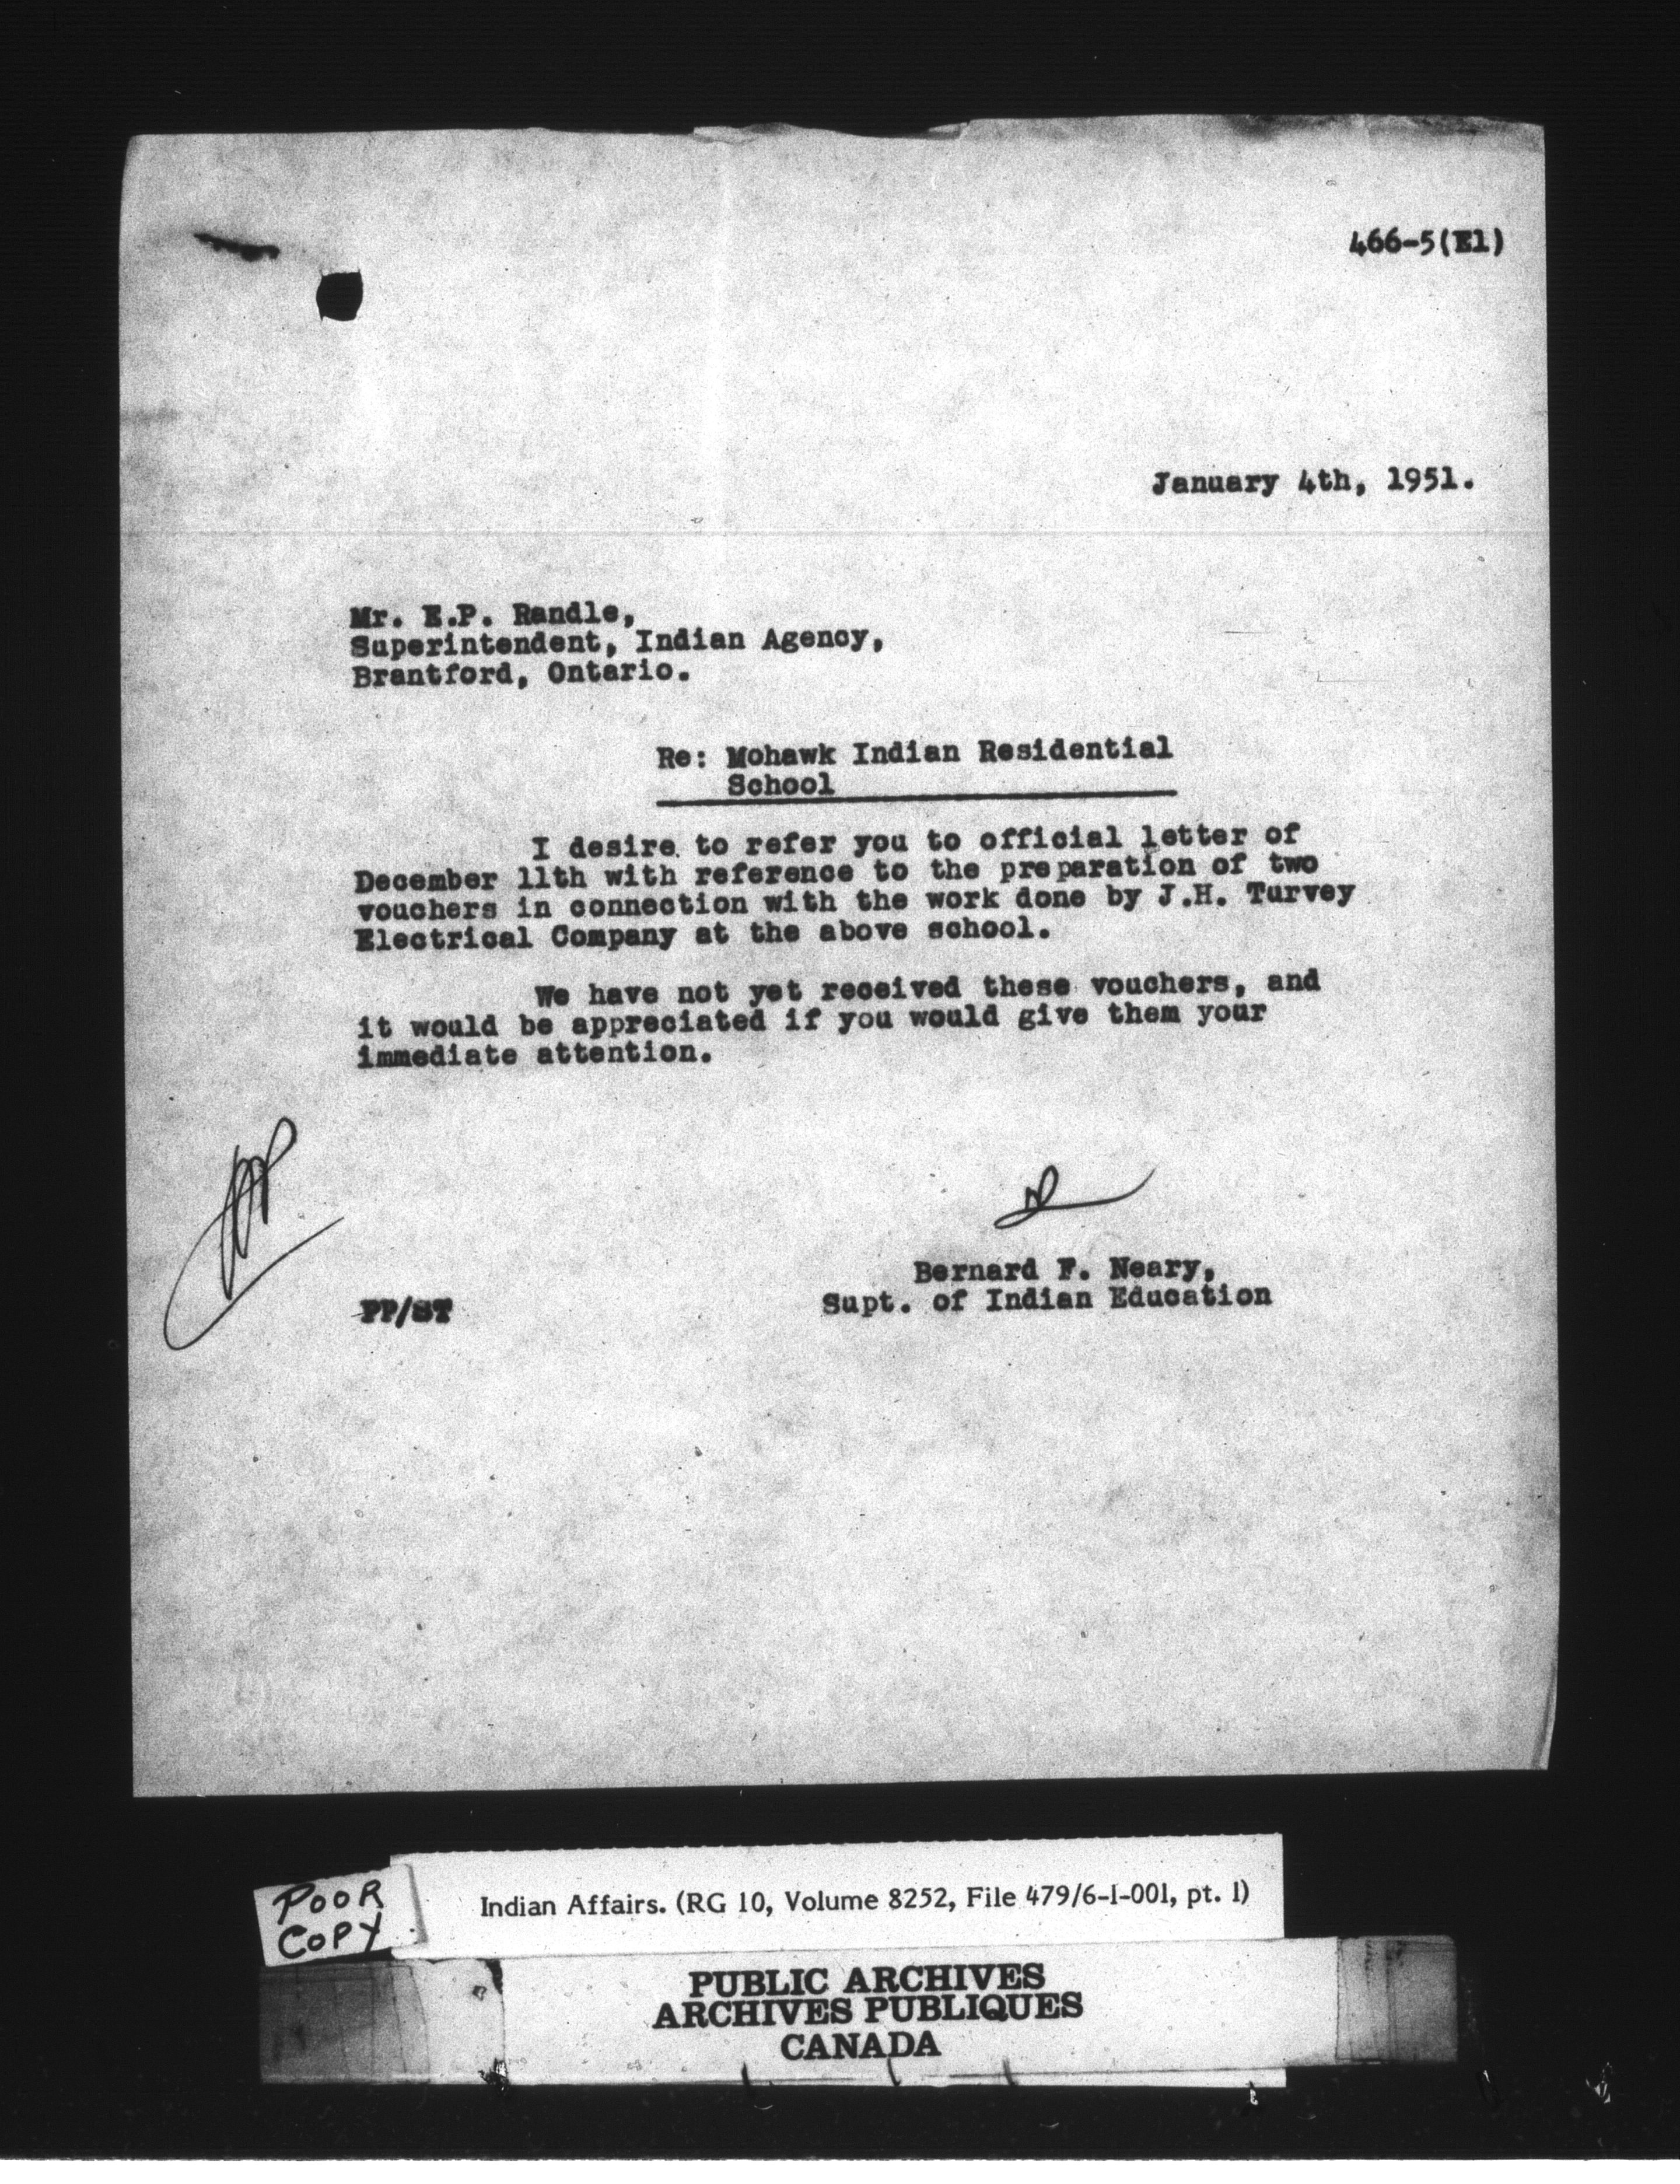 466-5(E1)
January 4th, 1951.
Mr. E.P. Randle,
Superintendent, Indian Agency,
Brantford, Ontario.
Re: Mohawk Indian Residential
School
I desire to refer you to official letter of
December 11th with reference to the preparation of two
vouchers in connection with the work done by J.H. Turvey
Electrical Company at the above school.
We have not yet received these vouchers, and
it would be appreciated if you would give them your
immediate attention.
Bernard F. Neary,
Supt. of Indian Education
PP/ST
POOR
COPY
Indian Affairs. (RG 10, Volume 8252, File 479/6-1-001, pt. 1)
PUBLIC ARCHIVES
ARCHIVES PUBLIQUES
CANADA